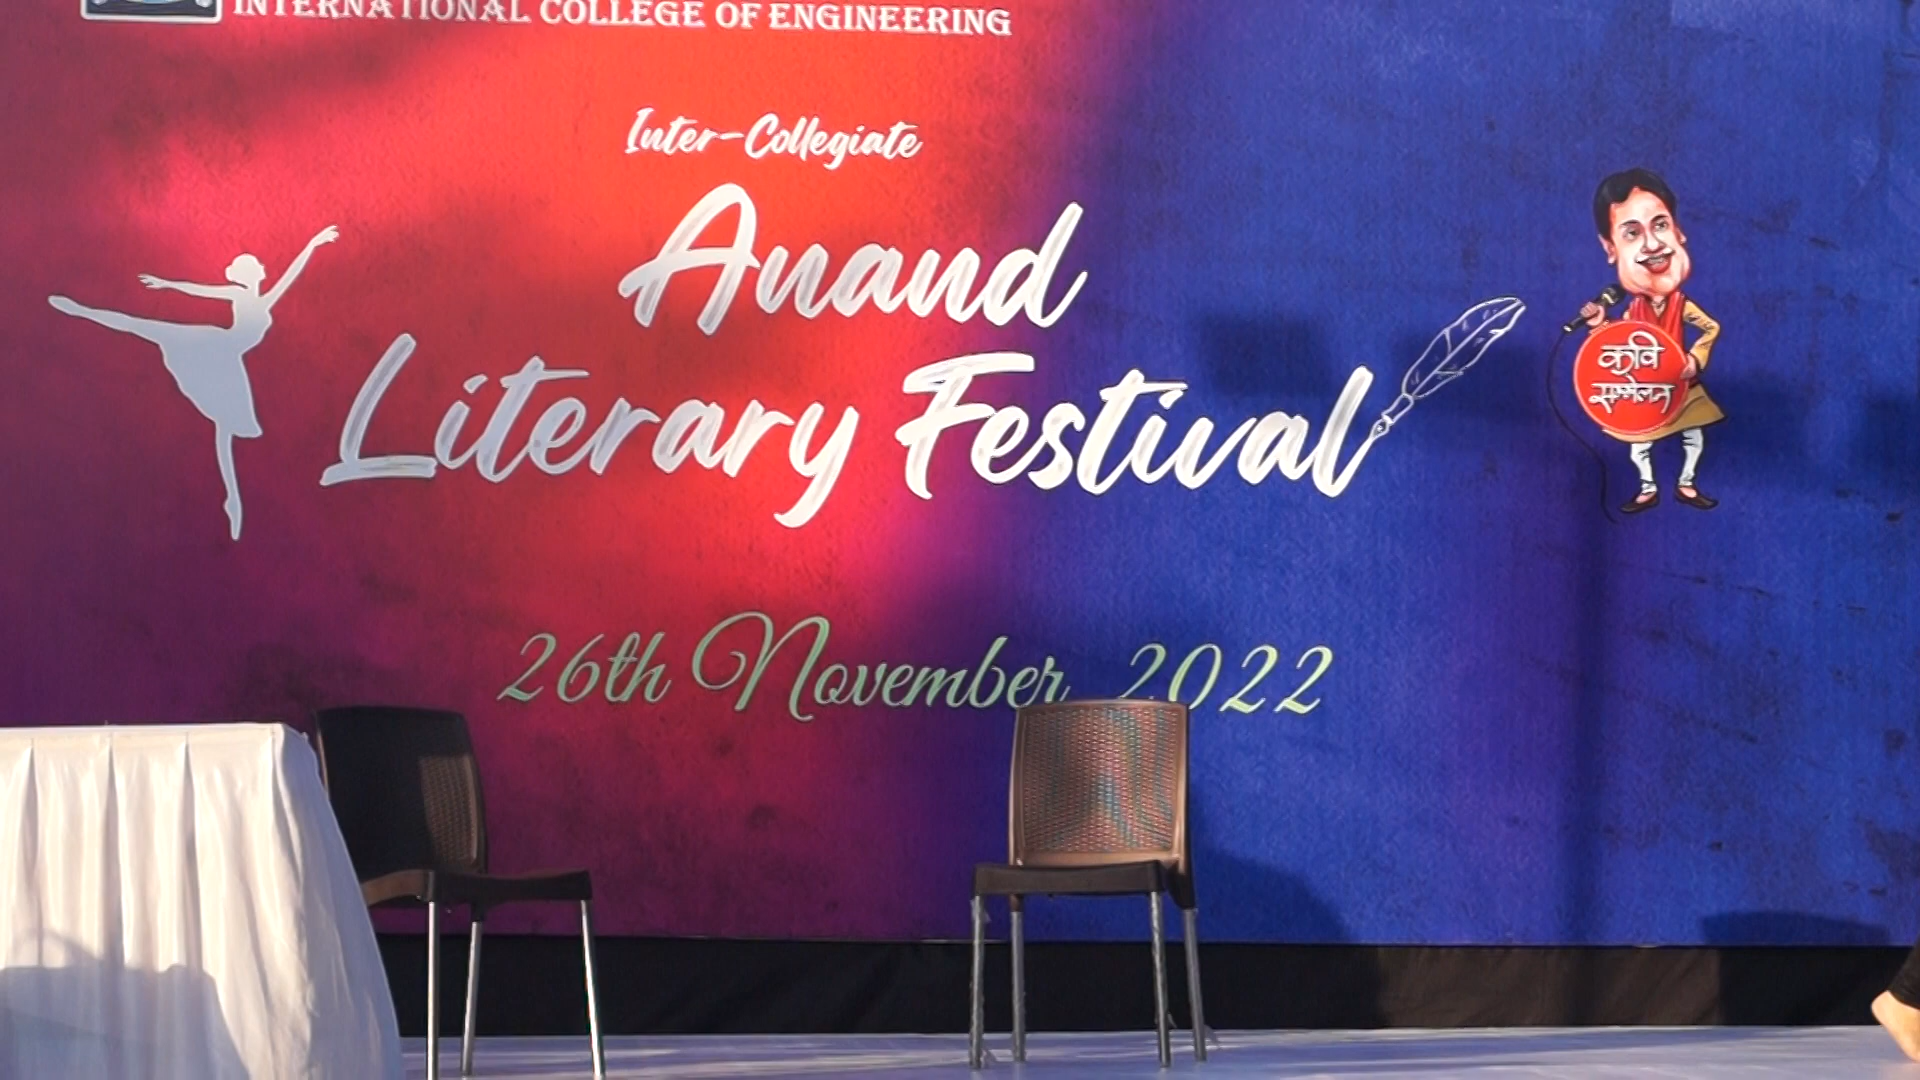 INTERNATIONAL COLLEGE OF ENGINEERING
Inter-Collegiate
Anand
Literary Festival
26th November, 2022
कवि
सम्मेलन